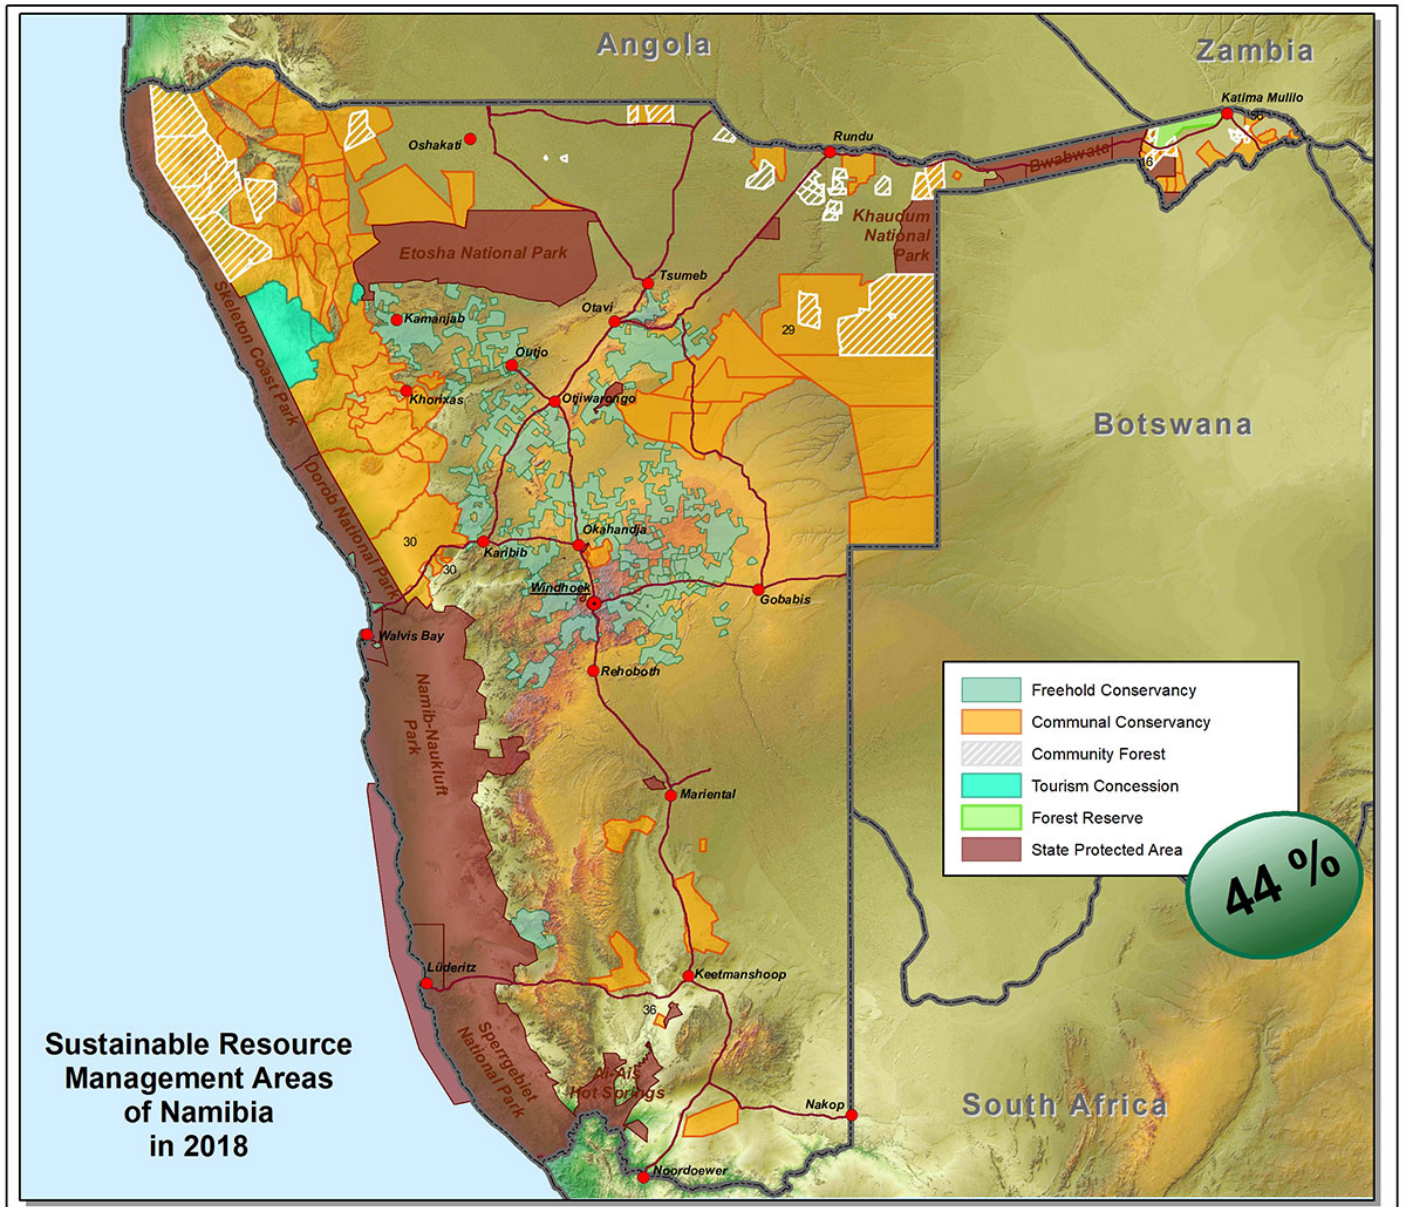 Angola
Zambia
Katima Mulilo
Oshakati
Rundu
Bwabwata
Khaudum
National
Park
Etosha National Park
Tsumeb
Skeleton Coast Park
Kamanjab
Otavi
29
Outjo
Khorixas
Otjiwarongo
Botswana
Dorob National Park
30
30
Karibib
Okahandja
Windhoek
Gobabis
Walvis Bay
Rehoboth
Namib-Naukluft
Park
Mariental
Freehold Conservancy
Communal Conservancy
Community Forest
Tourism Concession
Forest Reserve
State Protected Area
44 %
Lüderitz
Keetmanshoop
36
Sperrgebiet
National Park
Ai-Ais
Hot Springs
Nakop
South Africa
Noordoewer
Sustainable Resource
Management Areas
of Namibia
in 2018